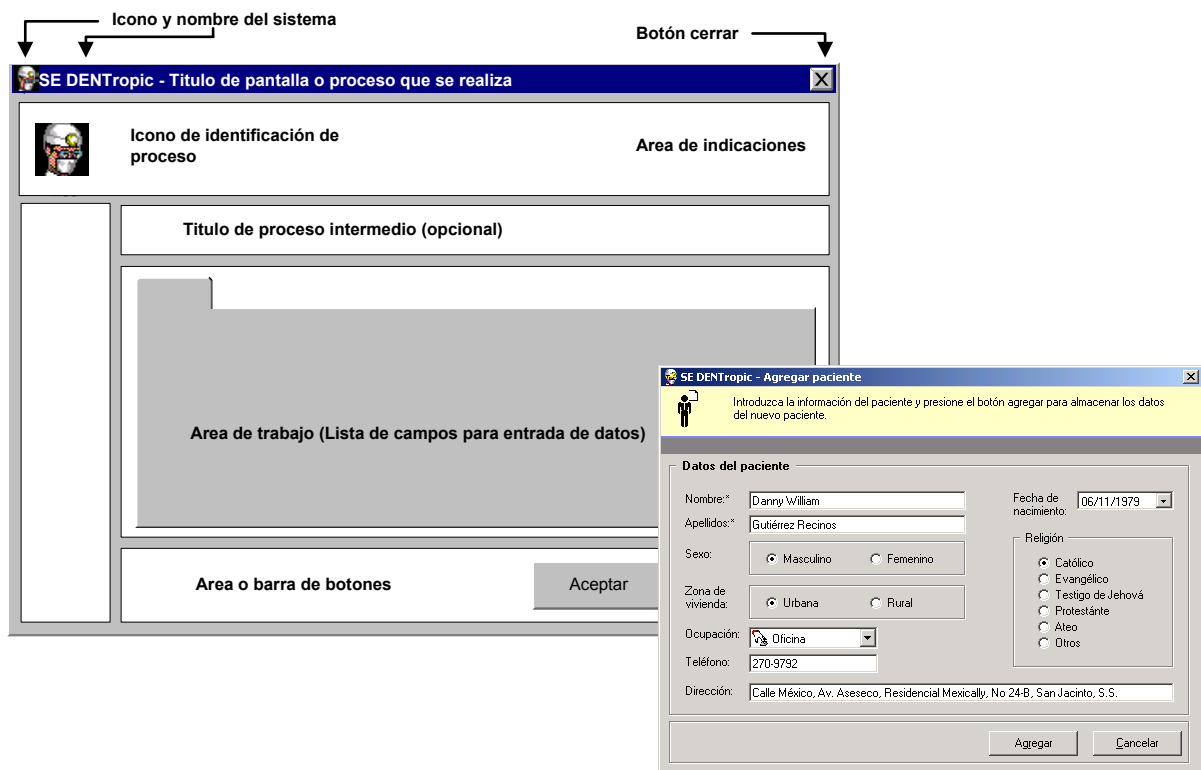 Icono y nombre del sistema
Botón cerrar
SE DENTropic - Titulo de pantalla o proceso que se realiza
Icono de identificación de
proceso
Area de indicaciones
Titulo de proceso intermedio (opcional)
Area de trabajo (Lista de campos para entrada de datos)
Area o barra de botones
Aceptar
SE DENTropic - Agregar paciente
Introduzca la información del paciente y presione el botón agregar para almacenar los datos
del nuevo paciente.
Datos del paciente
Nombre:* Danny William
Fecha de
nacimiento: 06/11/1979
Apellidos:* Gutiérrez Recinos
Sexo: Masculino Femenino
Zona de
vivienda: Urbana Rural
Ocupación: Oficina
Teléfono: 270-9792
Religión
Católico
Evangélico
Testigo de Jehová
Protestánte
Ateo
Otros
Dirección: Calle México, Av. Aseseco, Residencial Mexically, No 24-B, San Jacinto, S.S.
Agregar Cancelar